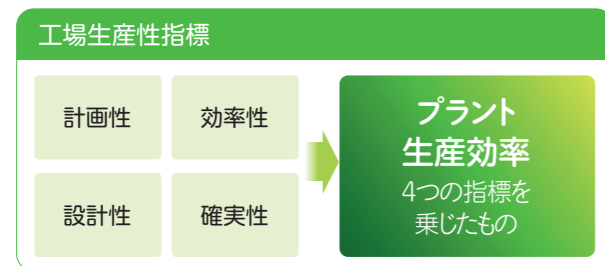 工場生産性指標
計画性
効率性
設計性
確実性
プラント
生産効率
4つの指標を
乗じたもの